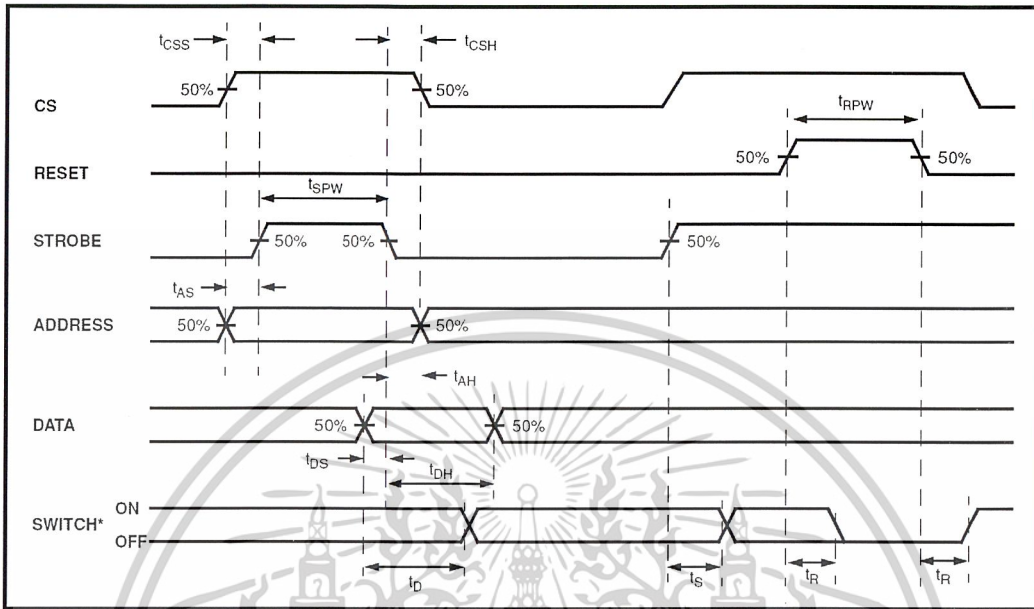 tCSS tCSH
50% 50%
CS
tRPW
50% 50%
RESET
tSPW
50% 50% 50%
STROBE
tAS
ADDRESS 50% 50%
tAH
DATA 50% 50%
tDS tDH
ON
SWITCH*
OFF
tD tS tR tR